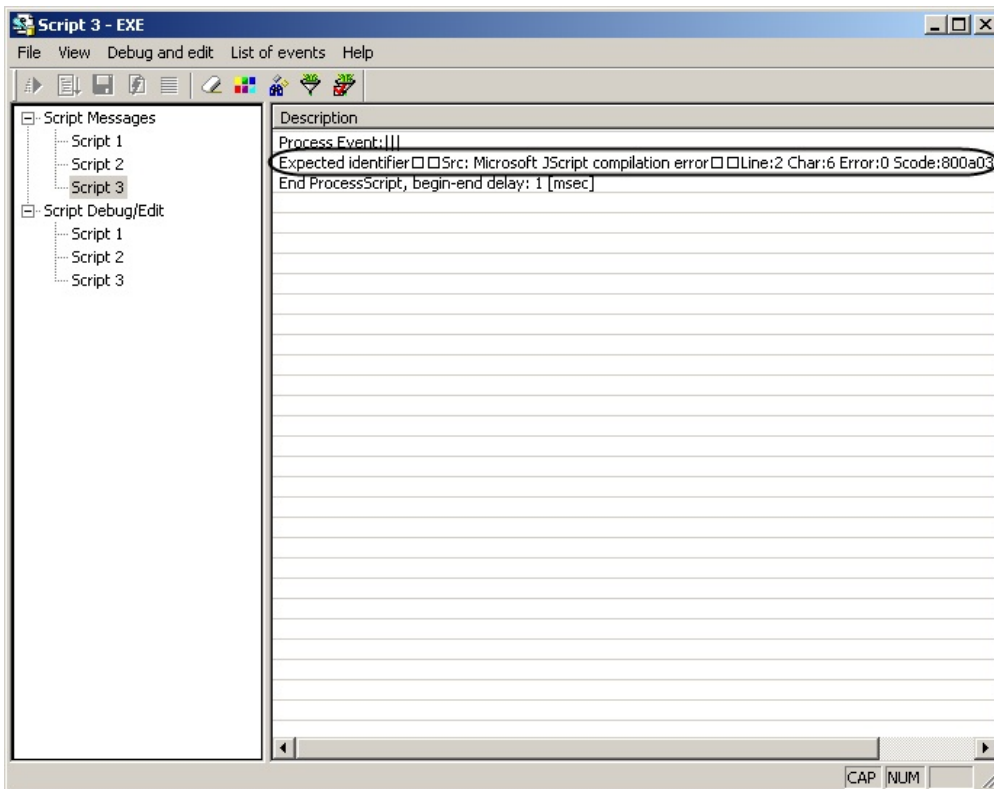 Script 3 - EXE
File View Debug and edit List of events Help
Script Messages
Script 1
Script 2
Script 3
Script Debug/Edit
Script 1
Script 2
Script 3
Description
Process Event:|||
Expected identifier□□Src: Microsoft JScript compilation error□□Line:2 Char:6 Error:0 Scode:800a03
End ProcessScript, begin-end delay: 1 [msec]
CAP NUM